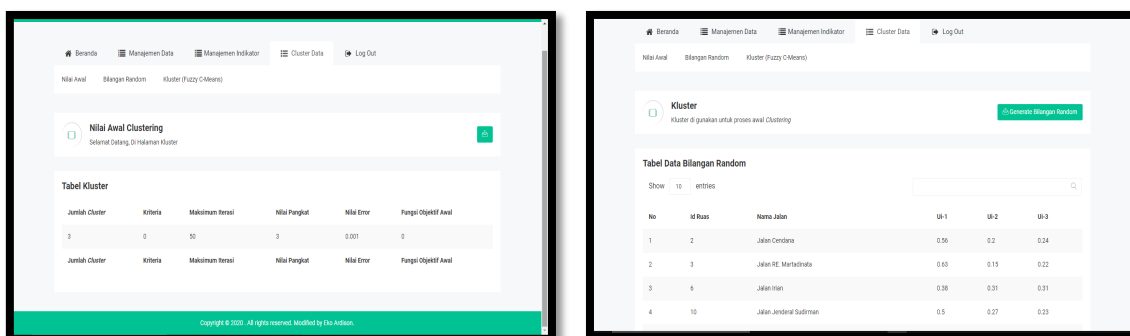 Beranda Manajemen Data Manajemen Indikator Cluster Data Log Out
Nilai Awal Bilangan Random Kluster (Fuzzy C-Means)
Nilai Awal Clustering
Selamat Datang, Di Halaman Kluster
Tabel Kluster
Jumlah Cluster Kriteria Maksimum Iterasi Nilai Pangkat Nilai Error Fungsi Objektif Awal
3 0 50 3 0.001 0
Jumlah Cluster Kriteria Maksimum Iterasi Nilai Pangkat Nilai Error Fungsi Objektif Awal
Copyright © 2020 . All rights reserved. Modified by Eko Ardison.
Beranda Manajemen Data Manajemen Indikator Cluster Data Log Out
Nilai Awal Bilangan Random Kluster (Fuzzy C-Means)
Kluster
Kluster di gunakan untuk proses awal Clustering
Generate Bilangan Random
Tabel Data Bilangan Random
Show 10 entries
No Id Ruas Nama Jalan Ui-1 Ui-2 Ui-3
1 2 Jalan Cendana 0.56 0.2 0.24
2 3 Jalan RE. Martadinata 0.63 0.15 0.22
3 6 Jalan Irian 0.38 0.31 0.31
4 10 Jalan Jenderal Sudirman 0.5 0.27 0.23